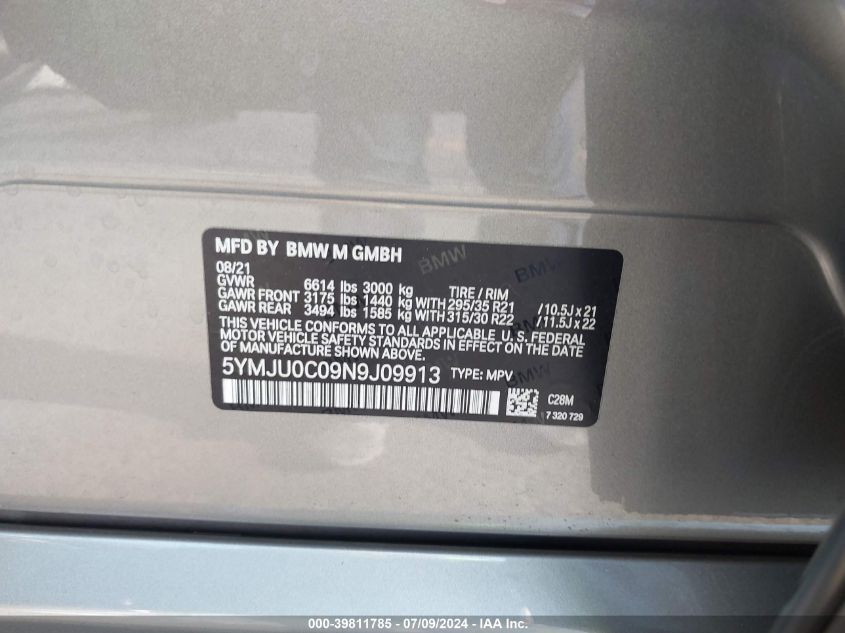 MFD BY BMW M GMBH
08/21
GVWR 6614 lbs 3000 kg TIRE / RIM
GAWR FRONT 3175 lbs 1440 kg WITH 295/35 R21 /10.5J x 21
GAWR REAR 3494 lbs 1585 kg WITH 315/30 R22 /11.5J x 22
THIS VEHICLE CONFORMS TO ALL APPLICABLE U. S. FEDERAL
MOTOR VEHICLE SAFETY STANDARDS IN EFFECT ON THE
DATE OF MANUFACTURE SHOWN ABOVE.
5YMJU0C09N9J09913 TYPE: MPV
C28M
7 320 729
BMW
BMW
000-39811785 / 07/09/2024 - IAA Inc.